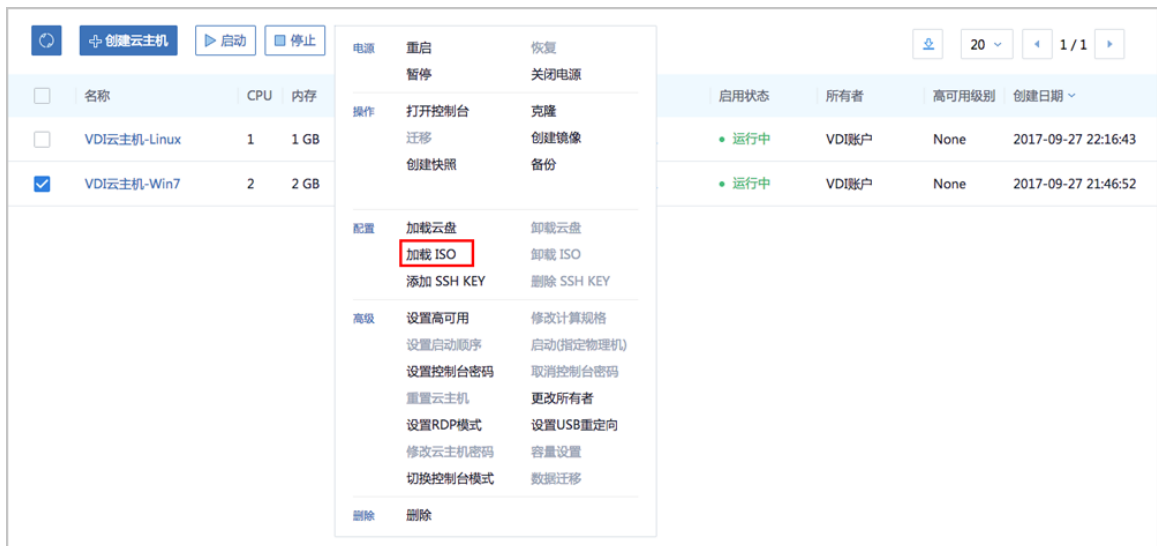 创建云主机 启动 停止 20 1 / 1
名称 CPU 内存 启用状态 所有者 高可用级别 创建日期
VDI云主机-Linux 1 1 GB 运行中 VDI账户 None 2017-09-27 22:16:43
VDI云主机-Win7 2 2 GB 运行中 VDI账户 None 2017-09-27 21:46:52
电源 重启 恢复
暂停 关闭电源
操作 打开控制台 克隆
迁移 创建镜像
创建快照 备份
配置 加载云盘 卸载云盘
加载 ISO 卸载 ISO
添加 SSH KEY 删除 SSH KEY
高级 设置高可用 修改计算规格
设置启动顺序 启动(指定物理机)
设置控制台密码 取消控制台密码
重置云主机 更改所有者
设置RDP模式 设置USB重定向
修改云主机密码 容量设置
切换控制台模式 数据迁移
删除 删除